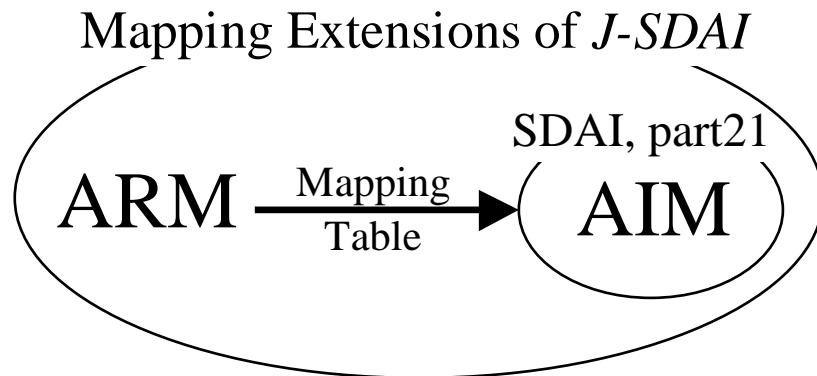 Mapping Extensions of J-SDAI
SDAI, part21
ARM
Mapping
Table
AIM